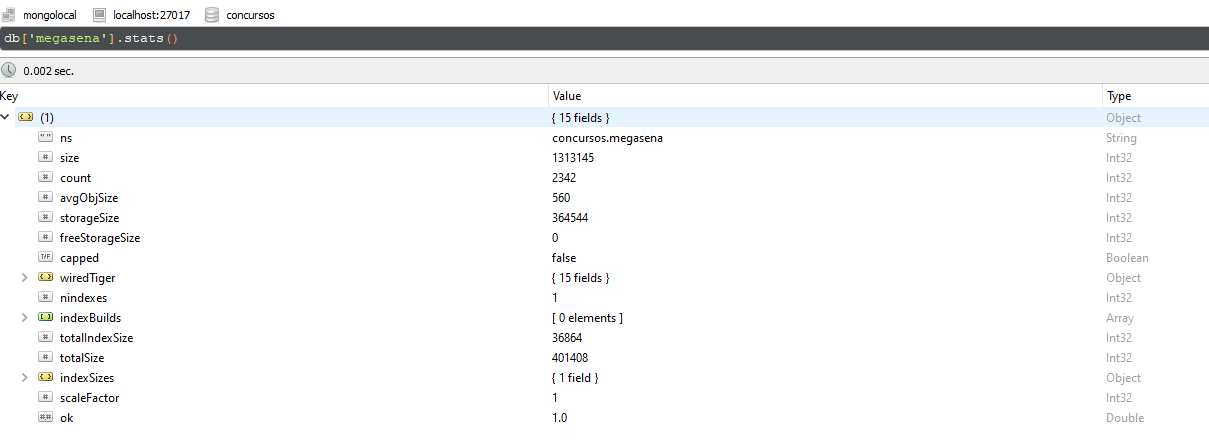 mongolocal localhost:27017 concursos
db['megasena'].stats()
0.002 sec.
Key Value Type
{ } (1) { 15 fields } Object
" " ns concursos.megasena String
# size 1313145 Int32
# count 2342 Int32
# avgObjSize 560 Int32
# storageSize 364544 Int32
# freeStorageSize 0 Int32
T/F capped false Boolean
{ } wiredTiger { 15 fields } Object
# nindexes 1 Int32
[ ] indexBuilds [ 0 elements ] Array
# totalIndexSize 36864 Int32
# totalSize 401408 Int32
{ } indexSizes { 1 field } Object
# scaleFactor 1 Int32
#.# ok 1.0 Double